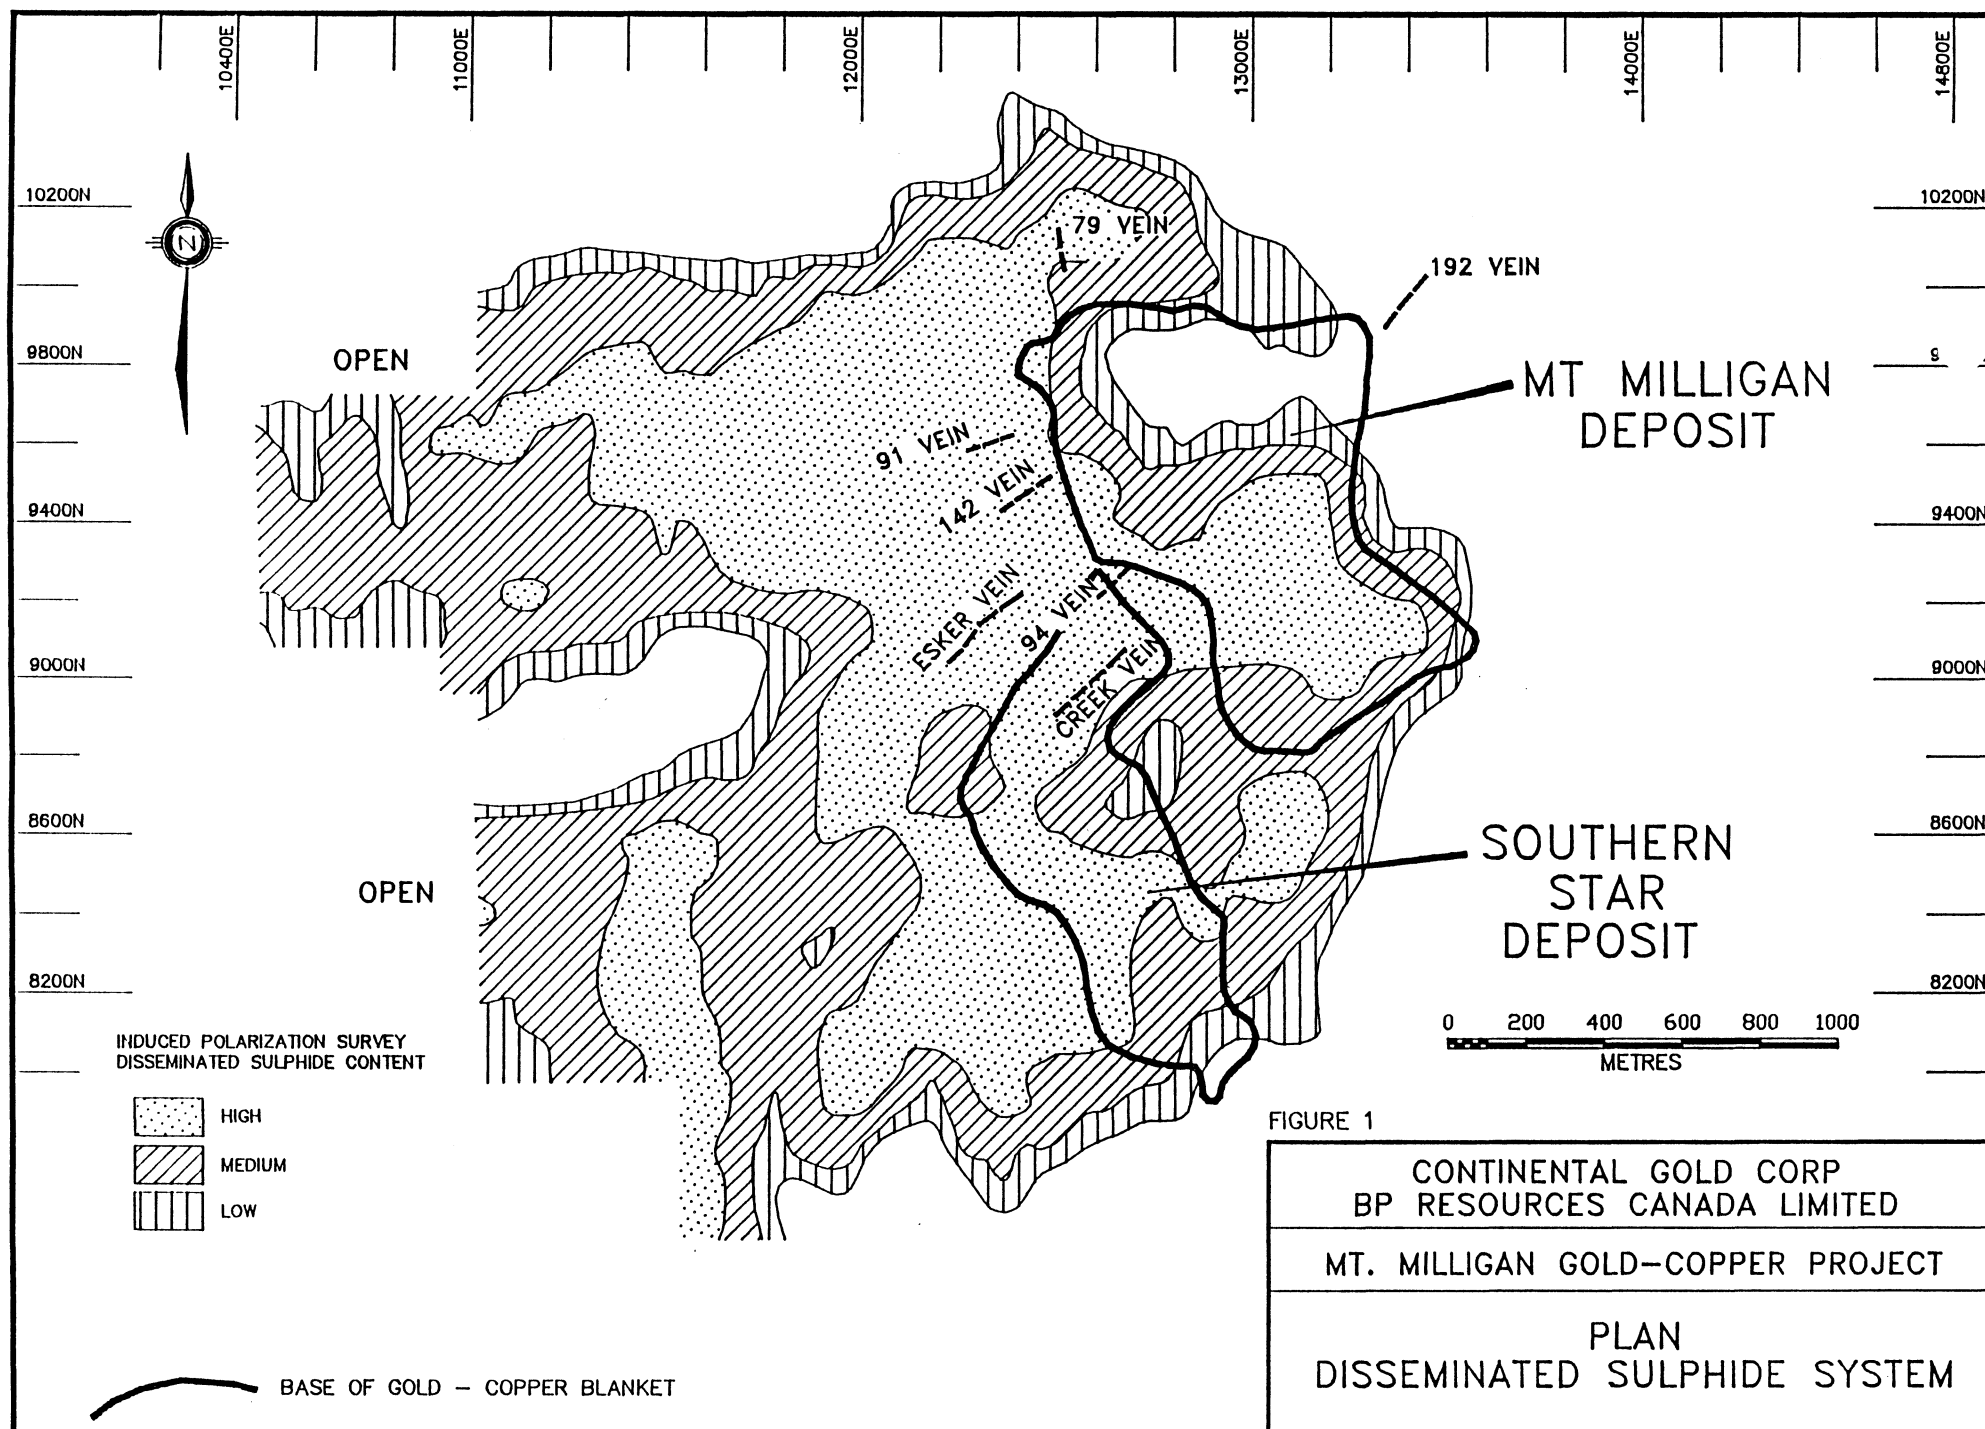 10400E
11000E
12000E
13000E
14000E
14800E
10200N
10200N
N
79 VEIN
192 VEIN
9800N
9
OPEN
MT MILLIGAN
DEPOSIT
91 VEIN
142 VEIN
9400N
9400N
ESKER VEIN
94 VEIN
CREEK VEIN
9000N
9000N
8600N
8600N
SOUTHERN
STAR
DEPOSIT
OPEN
8200N
8200N
0 200 400 600 800 1000
METRES
INDUCED POLARIZATION SURVEY
DISSEMINATED SULPHIDE CONTENT
HIGH
MEDIUM
LOW
FIGURE 1
CONTINENTAL GOLD CORP
BP RESOURCES CANADA LIMITED
MT. MILLIGAN GOLD-COPPER PROJECT
PLAN
DISSEMINATED SULPHIDE SYSTEM
BASE OF GOLD - COPPER BLANKET